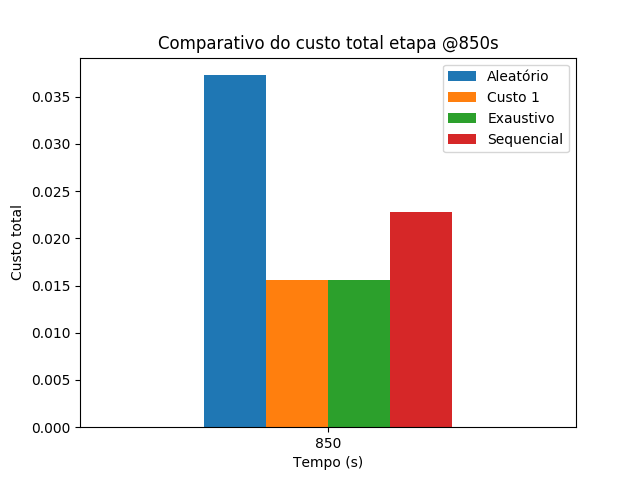 Comparativo do custo total etapa @850s
Aleatório
Custo 1
Exaustivo
Sequencial
Custo total
0.035
0.030
0.025
0.020
0.015
0.010
0.005
0.000
850
Tempo (s)